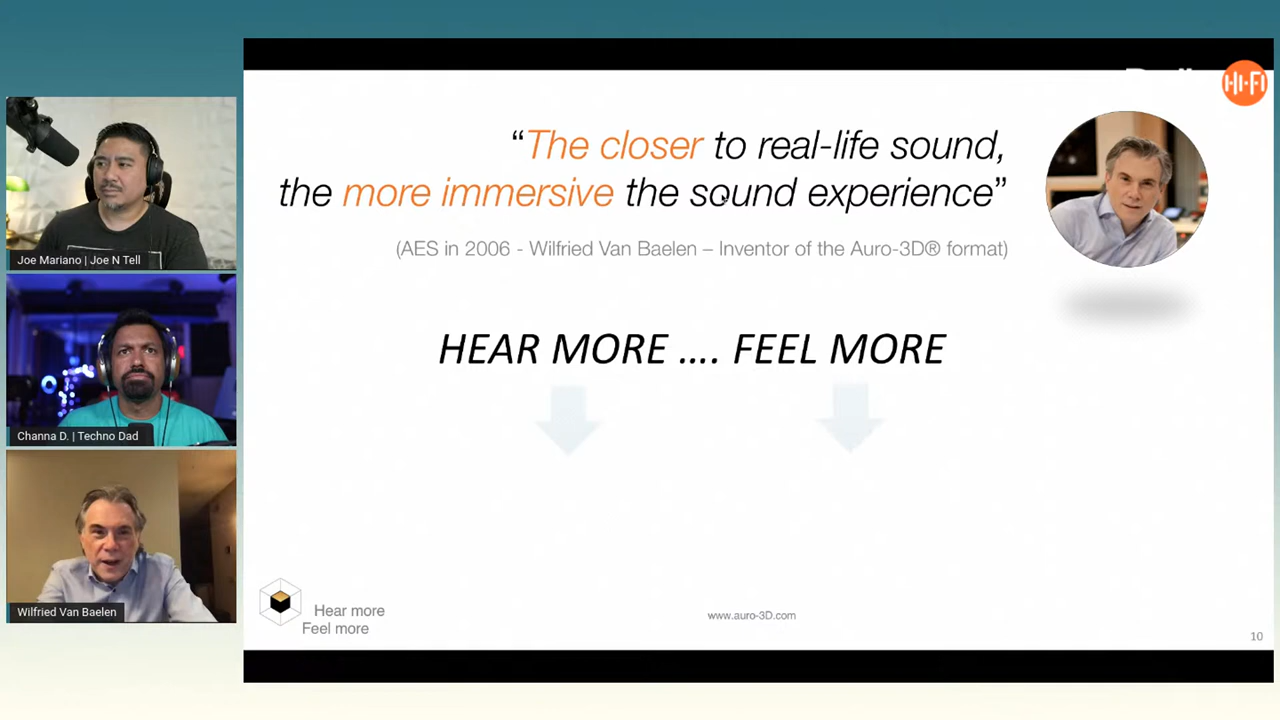 HI-FI
“The closer to real-life sound,
the more immersive the sound experience”
(AES in 2006 - Wilfried Van Baelen – Inventor of the Auro-3D® format)
HEAR MORE .... FEEL MORE
Joe Mariano | Joe N Tell
Channa D. | Techno Dad
Wilfried Van Baelen
Hear more
Feel more
www.auro-3D.com
10